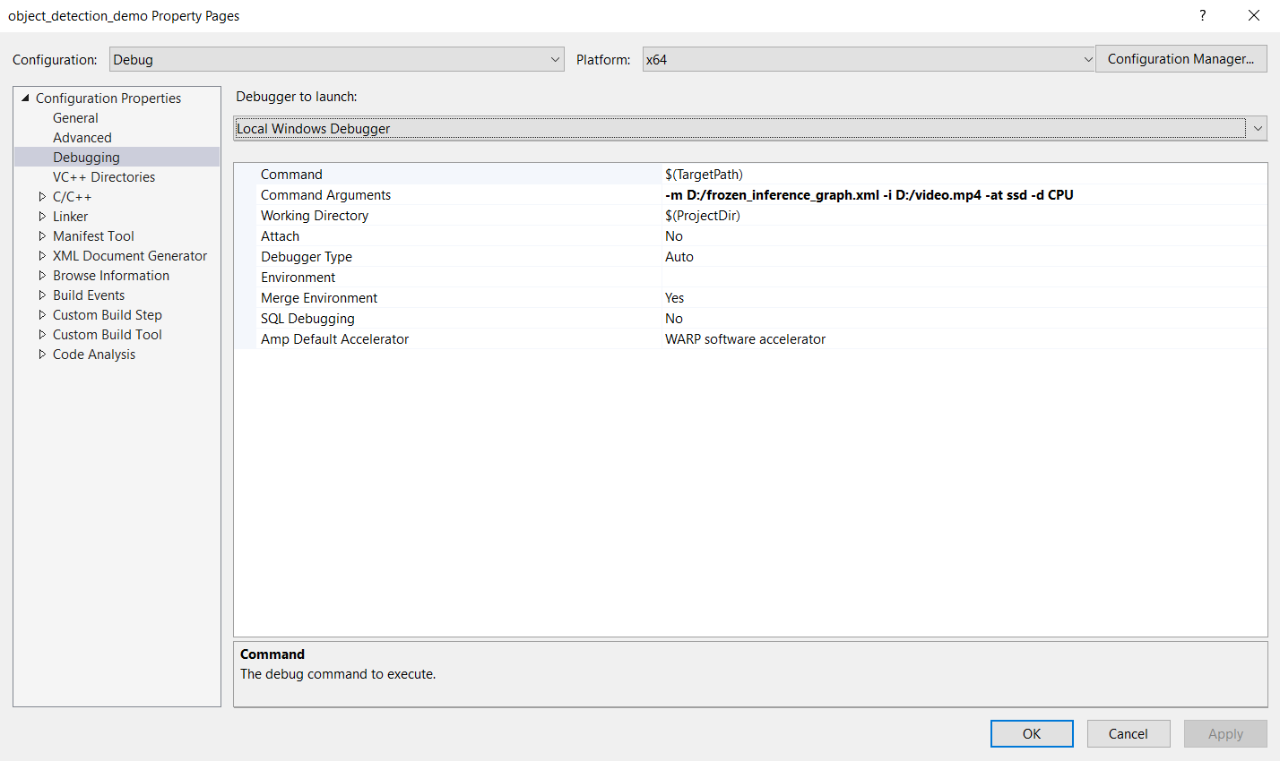 object_detection_demo Property Pages
?
Configuration: Debug Platform: x64 Configuration Manager...
Configuration Properties
General
Advanced
Debugging
VC++ Directories
C/C++
Linker
Manifest Tool
XML Document Generator
Browse Information
Build Events
Custom Build Step
Custom Build Tool
Code Analysis
Debugger to launch:
Local Windows Debugger
Command $(TargetPath)
Command Arguments -m D:/frozen_inference_graph.xml -i D:/video.mp4 -at ssd -d CPU
Working Directory $(ProjectDir)
Attach No
Debugger Type Auto
Environment
Merge Environment Yes
SQL Debugging No
Amp Default Accelerator WARP software accelerator
Command
The debug command to execute.
OK Cancel Apply